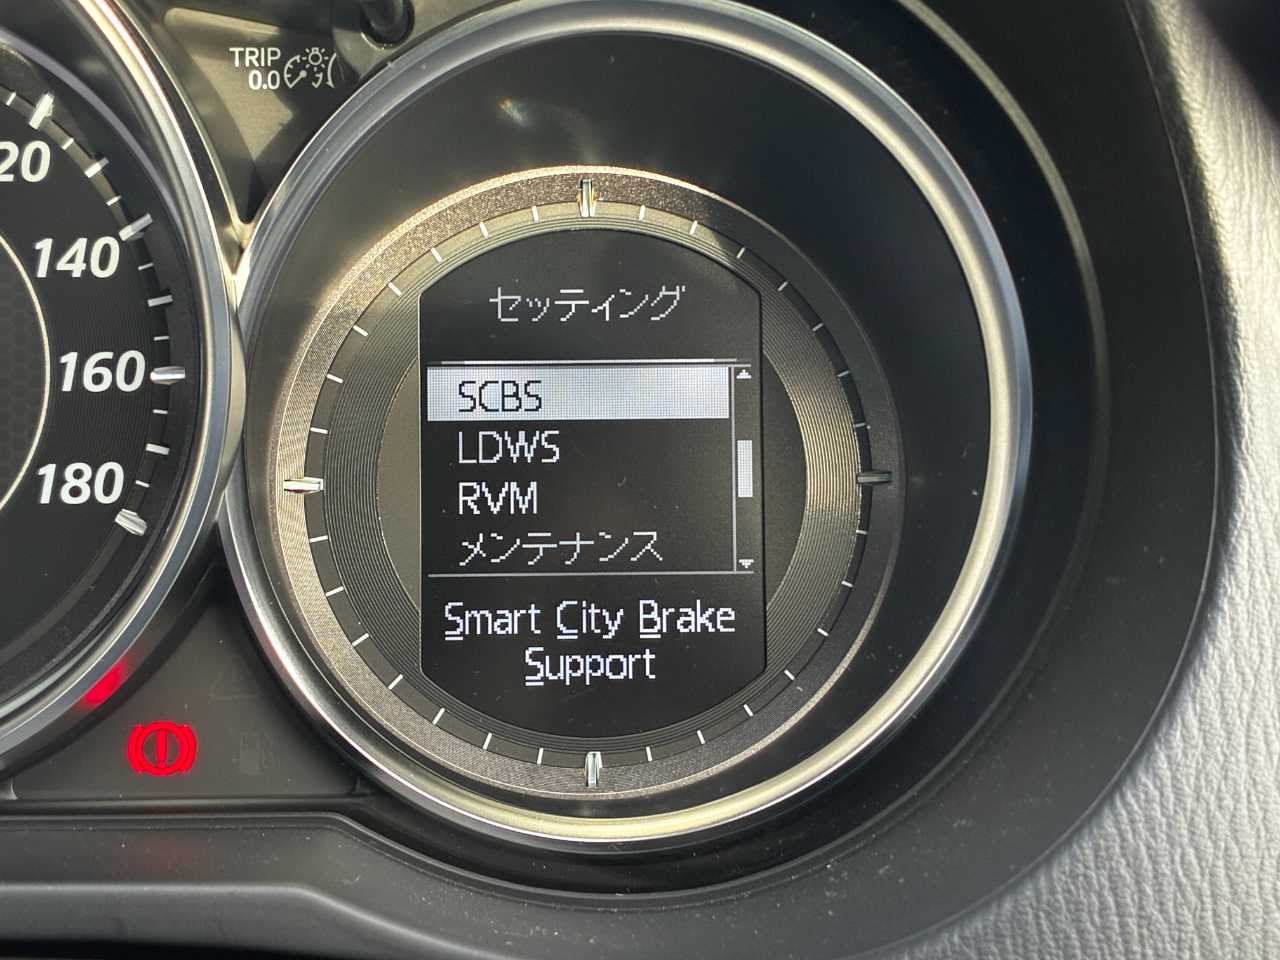 TRIP
0.0
20
140
160
180
セッティング
SCBS
LDWS
RVM
メンテナンス
Smart City Brake
Support